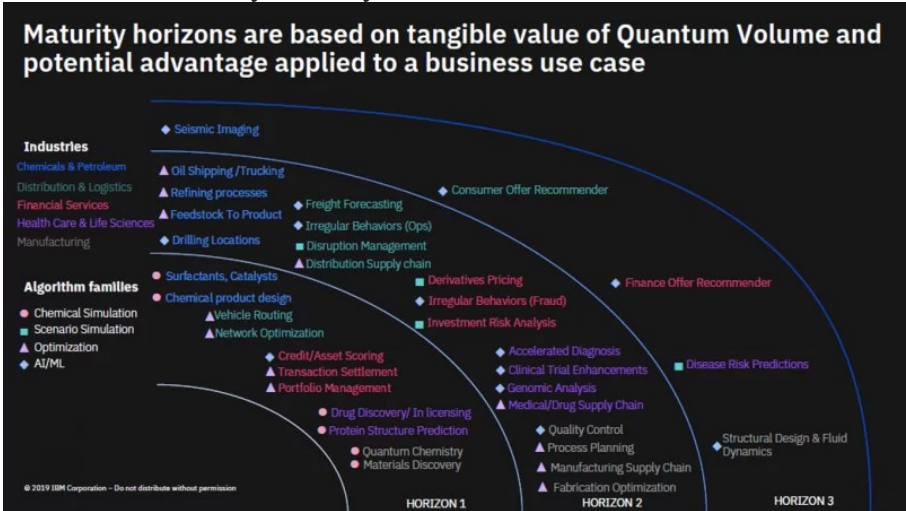 Maturity horizons are based on tangible value of Quantum Volume and
potential advantage applied to a business use case
Industries
Chemicals & Petroleum
Distribution & Logistics
Financial Services
Health Care & Life Sciences
Manufacturing
Algorithm families
Chemical Simulation
Scenario Simulation
Optimization
AI/ML
Seismic Imaging
Oil Shipping /Trucking
Refining processes
Feedstock To Product
Drilling Locations
Surfactants, Catalysts
Chemical product design
Consumer Offer Recommender
Freight Forecasting
Irregular Behaviors (Ops)
Disruption Management
Distribution Supply chain
Vehicle Routing
Network Optimization
Derivatives Pricing
Irregular Behaviors (Fraud)
Investment Risk Analysis
Finance Offer Recommender
Credit/Asset Scoring
Transaction Settlement
Portfolio Management
Accelerated Diagnosis
Clinical Trial Enhancements
Genomic Analysis
Medical/Drug Supply Chain
Disease Risk Predictions
Drug Discovery/ In licensing
Protein Structure Prediction
Quantum Chemistry
Materials Discovery
Quality Control
Process Planning
Manufacturing Supply Chain
Fabrication Optimization
Structural Design & Fluid
Dynamics
© 2019 IBM Corporation – Do not distribute without permission
HORIZON 1
HORIZON 2
HORIZON 3